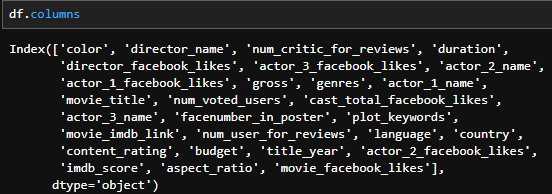 df.columns
Index(['color', 'director_name', 'num_critic_for_reviews', 'duration',
'director_facebook_likes', 'actor_3_facebook_likes', 'actor_2_name',
'actor_1_facebook_likes', 'gross', 'genres', 'actor_1_name',
'movie_title', 'num_voted_users', 'cast_total_facebook_likes',
'actor_3_name', 'facenumber_in_poster', 'plot_keywords',
'movie_imdb_link', 'num_user_for_reviews', 'language', 'country',
'content_rating', 'budget', 'title_year', 'actor_2_facebook_likes',
'imdb_score', 'aspect_ratio', 'movie_facebook_likes'],
dtype='object')